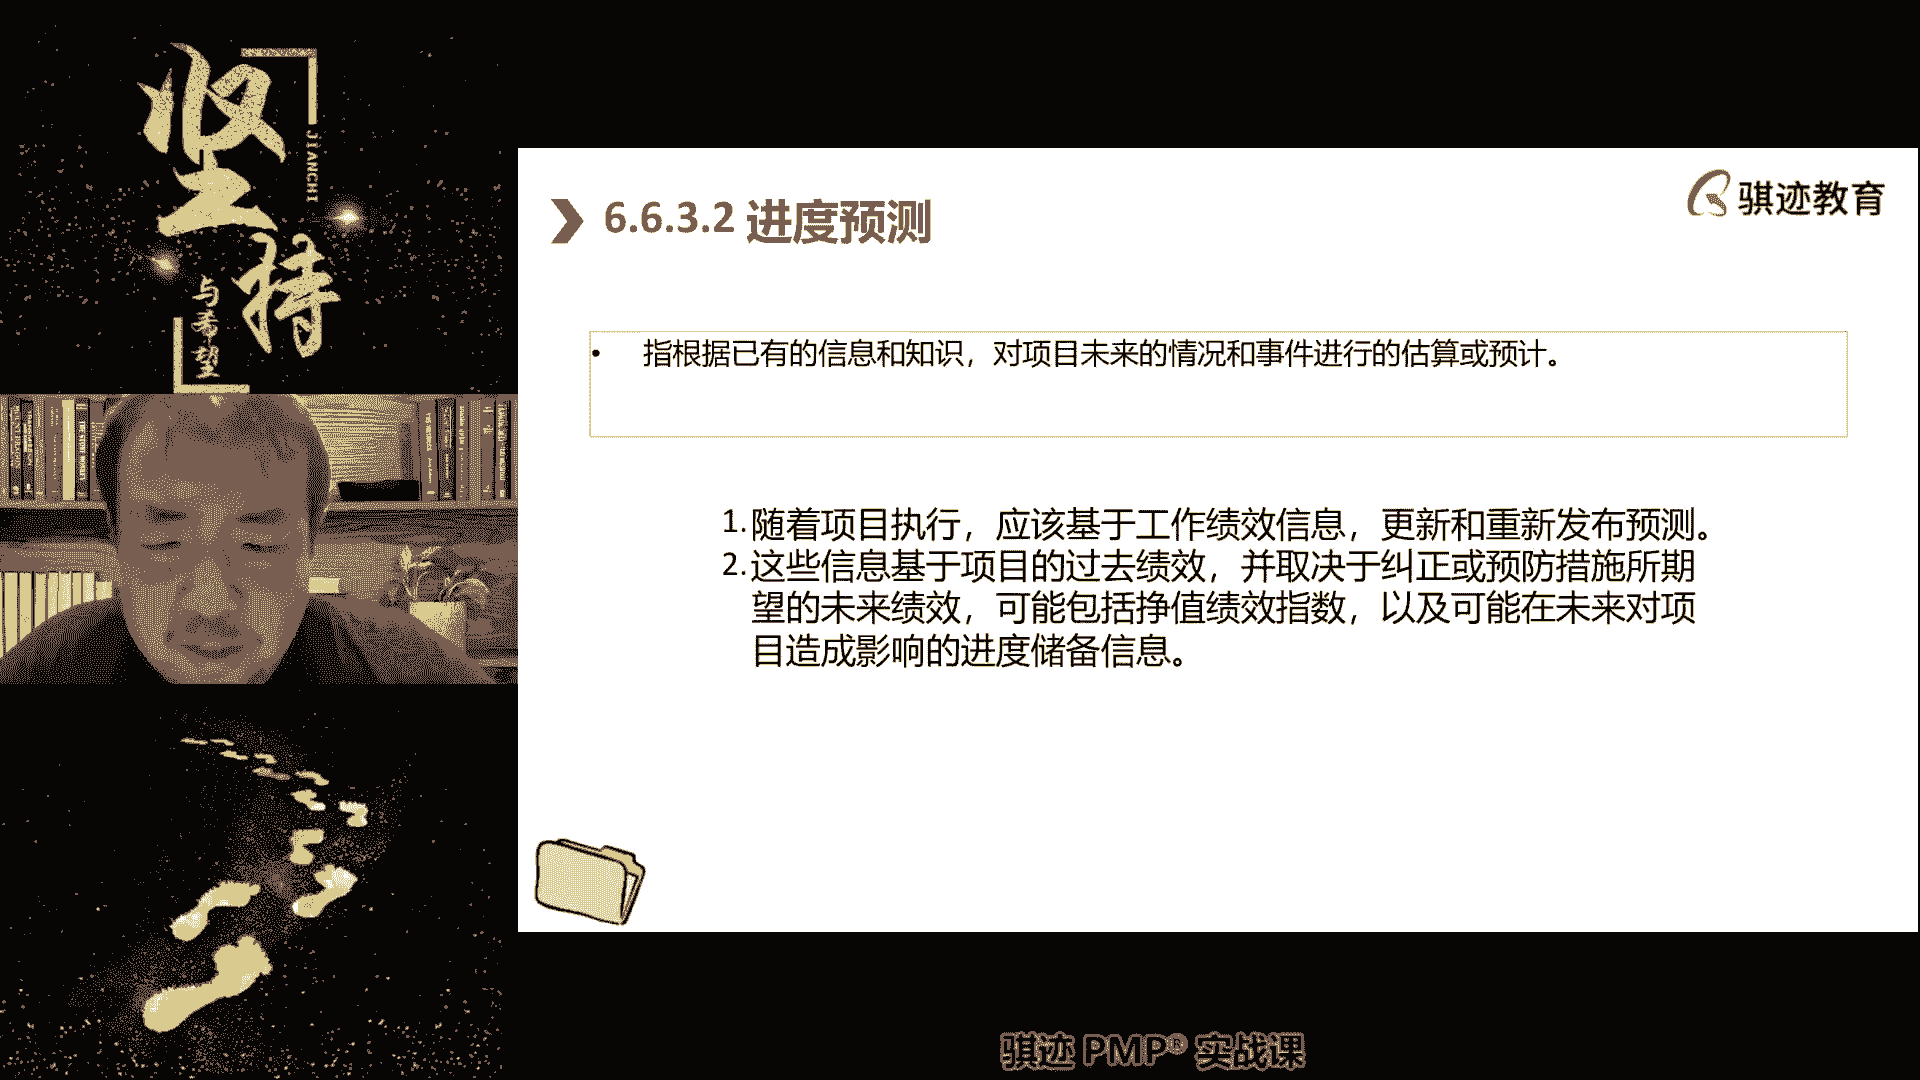 坚持
JIANCHI
与希望
骐迹教育
6.6.3.2 进度预测
• 指根据已有的信息和知识，对项目未来的情况和事件进行的估算或预计。
1.随着项目执行，应该基于工作绩效信息，更新和重新发布预测。
2.这些信息基于项目的过去绩效，并取决于纠正或预防措施所期
望的未来绩效，可能包括挣值绩效指数，以及可能在未来对项
目造成影响的进度储备信息。
骐迹 PMP® 实战课